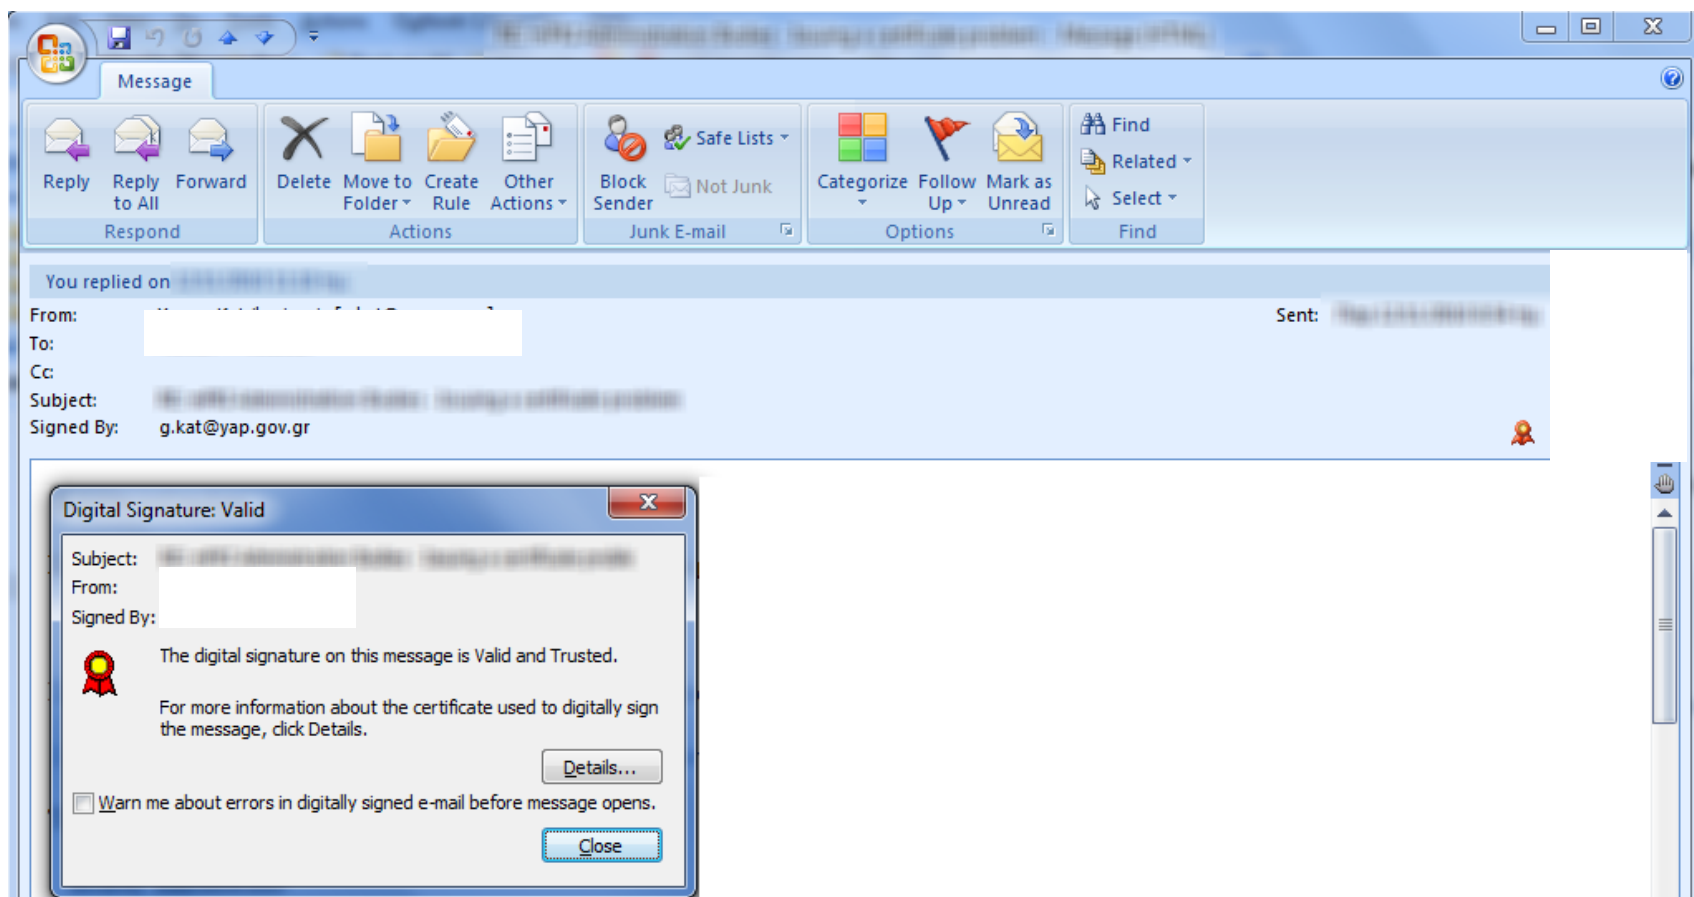 Message
Reply
Reply to All
Forward
Respond
Delete
Move to Folder
Create Rule
Other Actions
Actions
Block Sender
Safe Lists
Not Junk
Junk E-mail
Categorize
Follow Up
Mark as Unread
Options
Find
Related
Select
Find
You replied on
From:
Sent:
To:
Cc:
Subject:
Signed By: g.kat@yap.gov.gr
Digital Signature: Valid
Subject:
From:
Signed By:
The digital signature on this message is Valid and Trusted.
For more information about the certificate used to digitally sign
the message, click Details.
Details...
Warn me about errors in digitally signed e-mail before message opens.
Close